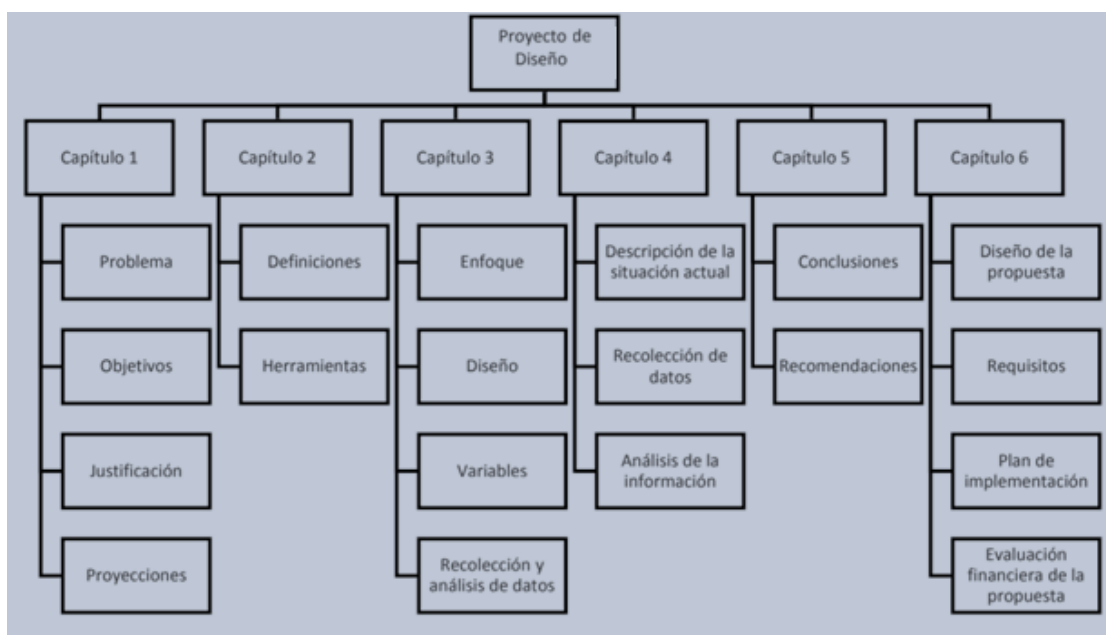 Proyecto de
Diseño
Capítulo 1
Capítulo 2
Capítulo 3
Capítulo 4
Capítulo 5
Capítulo 6
Problema
Definiciones
Enfoque
Descripción de la
situación actual
Conclusiones
Diseño de la
propuesta
Objetivos
Herramientas
Diseño
Recolección de
datos
Recomendaciones
Requisitos
Justificación
Variables
Análisis de la
información
Plan de
implementación
Proyecciones
Recolección y
análisis de datos
Evaluación
financiera de la
propuesta